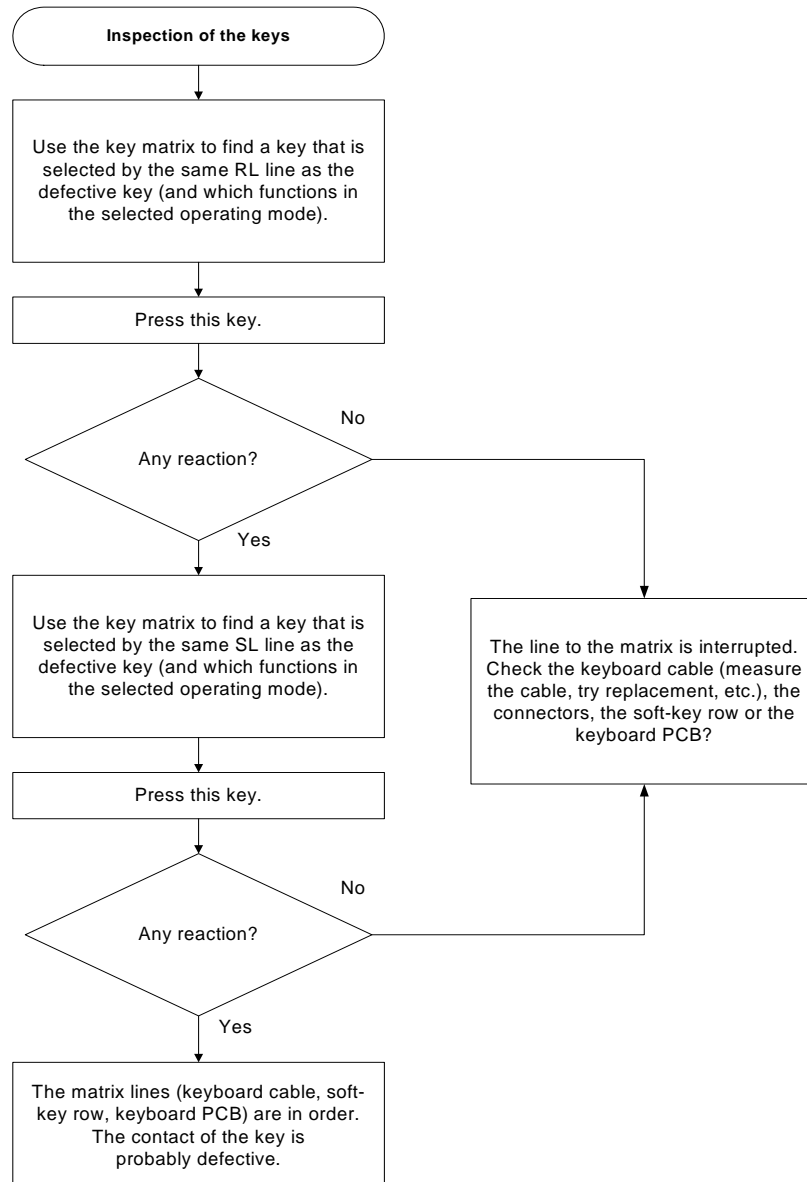 Inspection of the keys
Use the key matrix to find a key that is
selected by the same RL line as the
defective key (and which functions in
the selected operating mode).
Press this key.
No
Any reaction?
Yes
Use the key matrix to find a key that is
selected by the same SL line as the
defective key (and which functions in
the selected operating mode).
The line to the matrix is interrupted.
Check the keyboard cable (measure
the cable, try replacement, etc.), the
connectors, the soft-key row or the
keyboard PCB?
Press this key.
No
Any reaction?
Yes
The matrix lines (keyboard cable, soft-
key row, keyboard PCB) are in order.
The contact of the key is
probably defective.